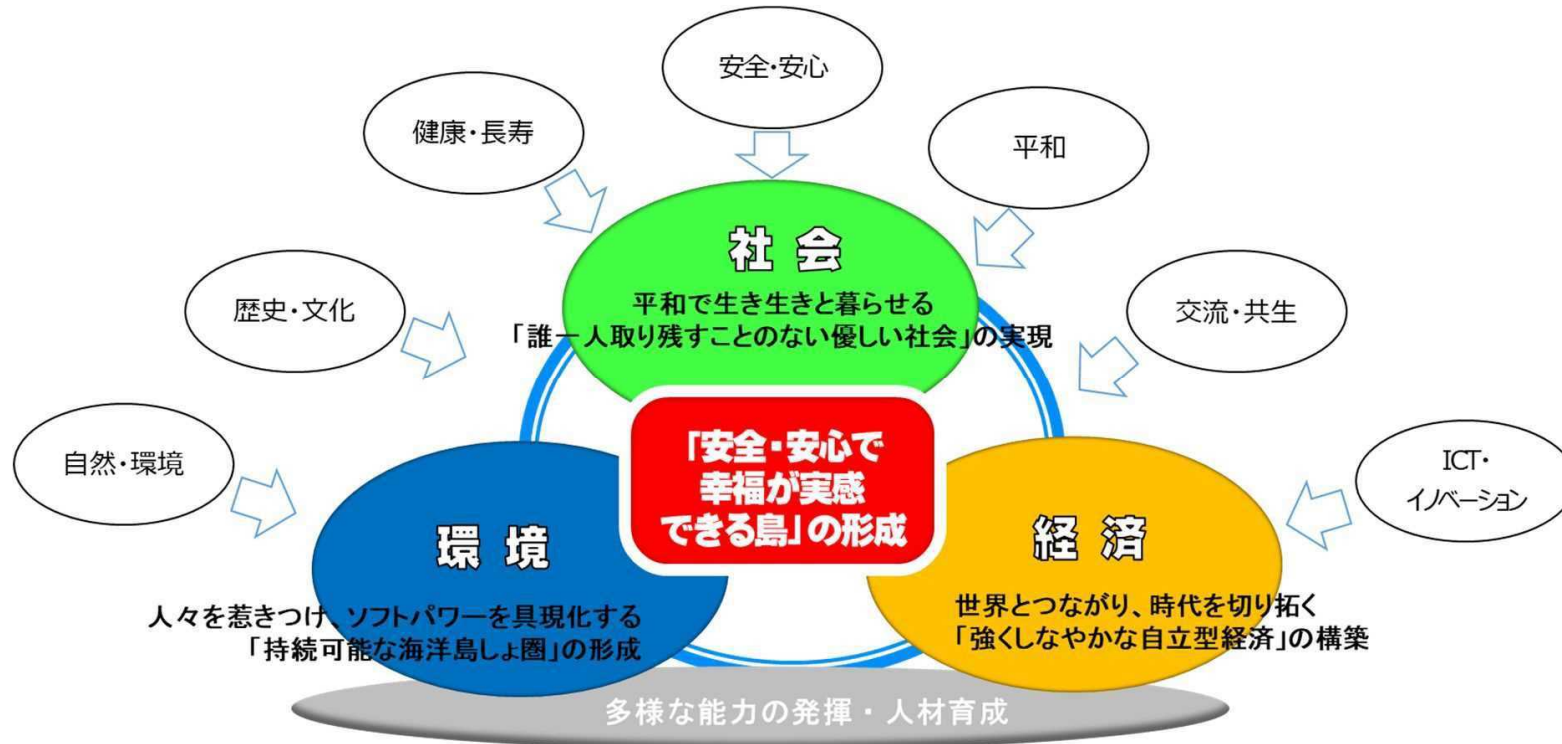 安全・安心
健康・長寿
平和
歴史・文化
交流・共生
自然・環境
ICT・
イノベーション
社 会
平和で生き生きと暮らせる
「誰一人取り残すことのない優しい社会」の実現
「安全・安心で
幸福が実感
できる島」の形成
環 境
人々を惹きつけ、ソフトパワーを具現化する
「持続可能な海洋島しょ圏」の形成
経 済
世界とつながり、時代を切り拓く
「強くしなやかな自立型経済」の構築
多様な能力の発揮・人材育成